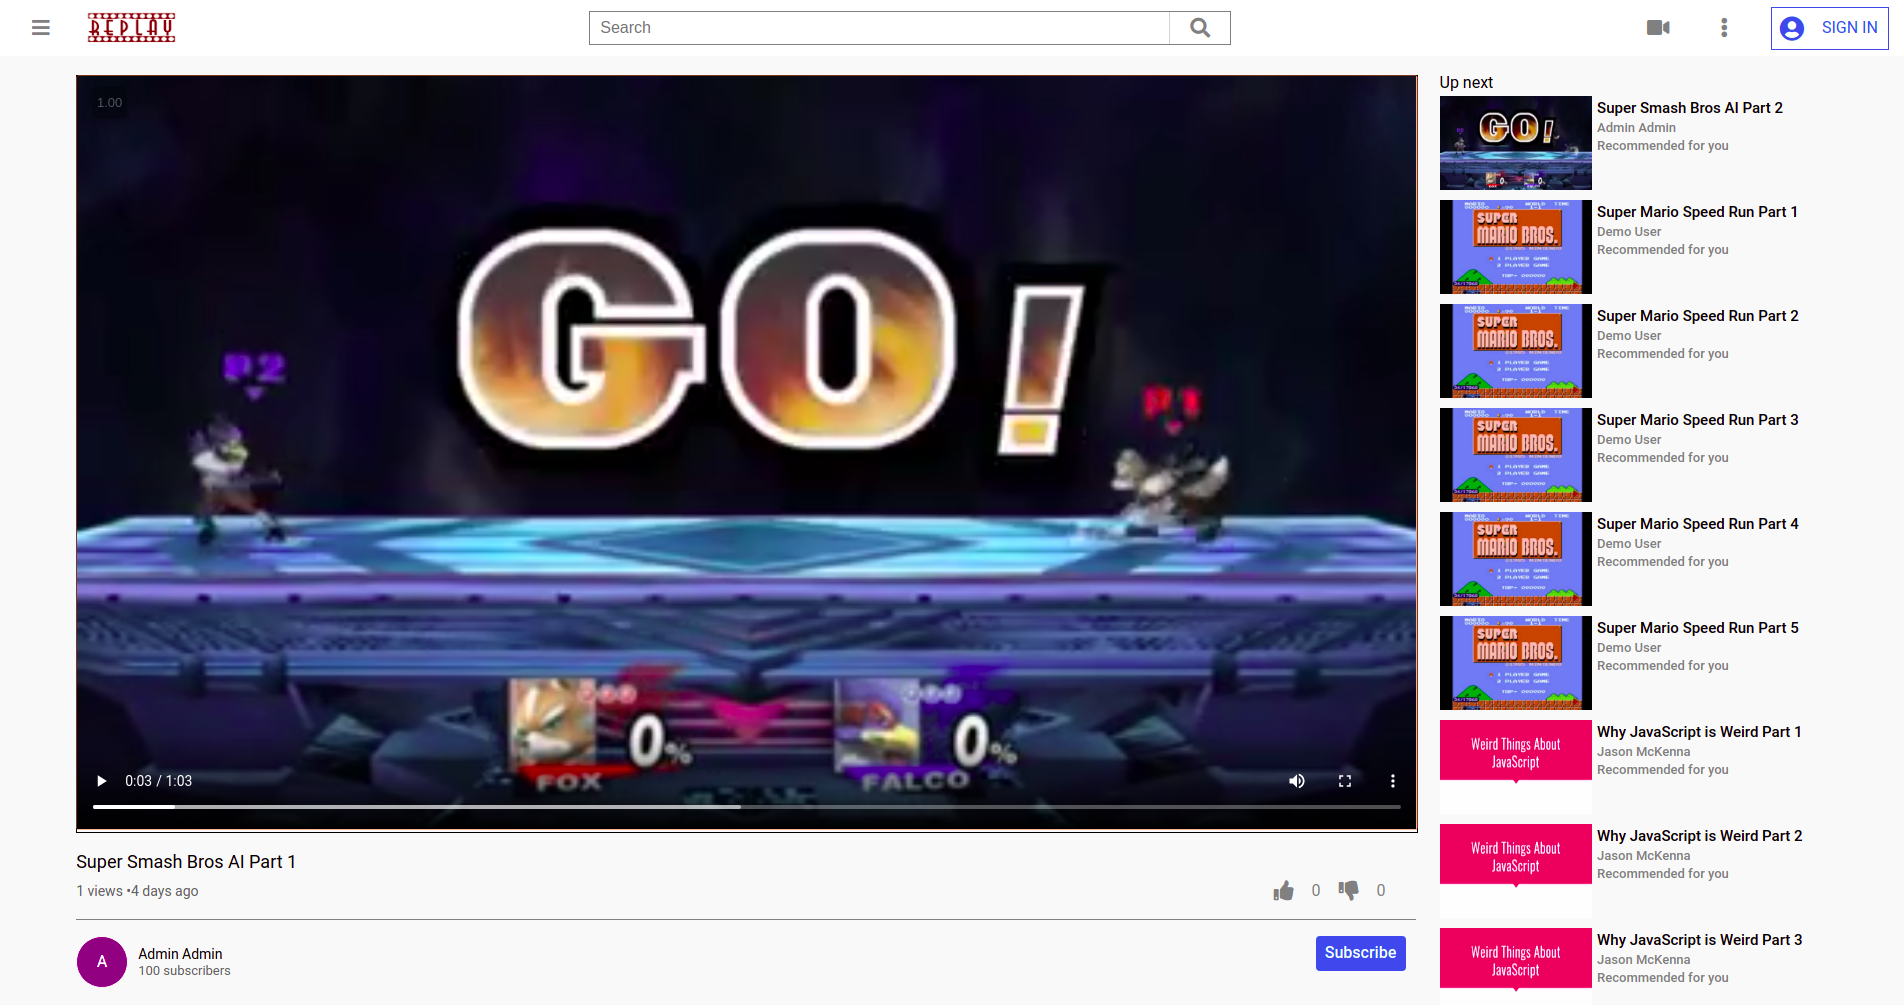 REPLAY
Search
SIGN IN
1.00
GO!
P2
P1
0%
0%
FOX
FALCO
0:03 / 1:03
Super Smash Bros AI Part 1
1 views •4 days ago
0
0
A
Admin Admin
100 subscribers
Subscribe
Up next
GO!
Super Smash Bros AI Part 2
Admin Admin
Recommended for you
SUPER
MARIO BROS.
Super Mario Speed Run Part 1
Demo User
Recommended for you
SUPER
MARIO BROS.
Super Mario Speed Run Part 2
Demo User
Recommended for you
SUPER
MARIO BROS.
Super Mario Speed Run Part 3
Demo User
Recommended for you
SUPER
MARIO BROS.
Super Mario Speed Run Part 4
Demo User
Recommended for you
SUPER
MARIO BROS.
Super Mario Speed Run Part 5
Demo User
Recommended for you
Weird Things About
JavaScript
Why JavaScript is Weird Part 1
Jason McKenna
Recommended for you
Weird Things About
JavaScript
Why JavaScript is Weird Part 2
Jason McKenna
Recommended for you
Weird Things About
JavaScript
Why JavaScript is Weird Part 3
Jason McKenna
Recommended for you